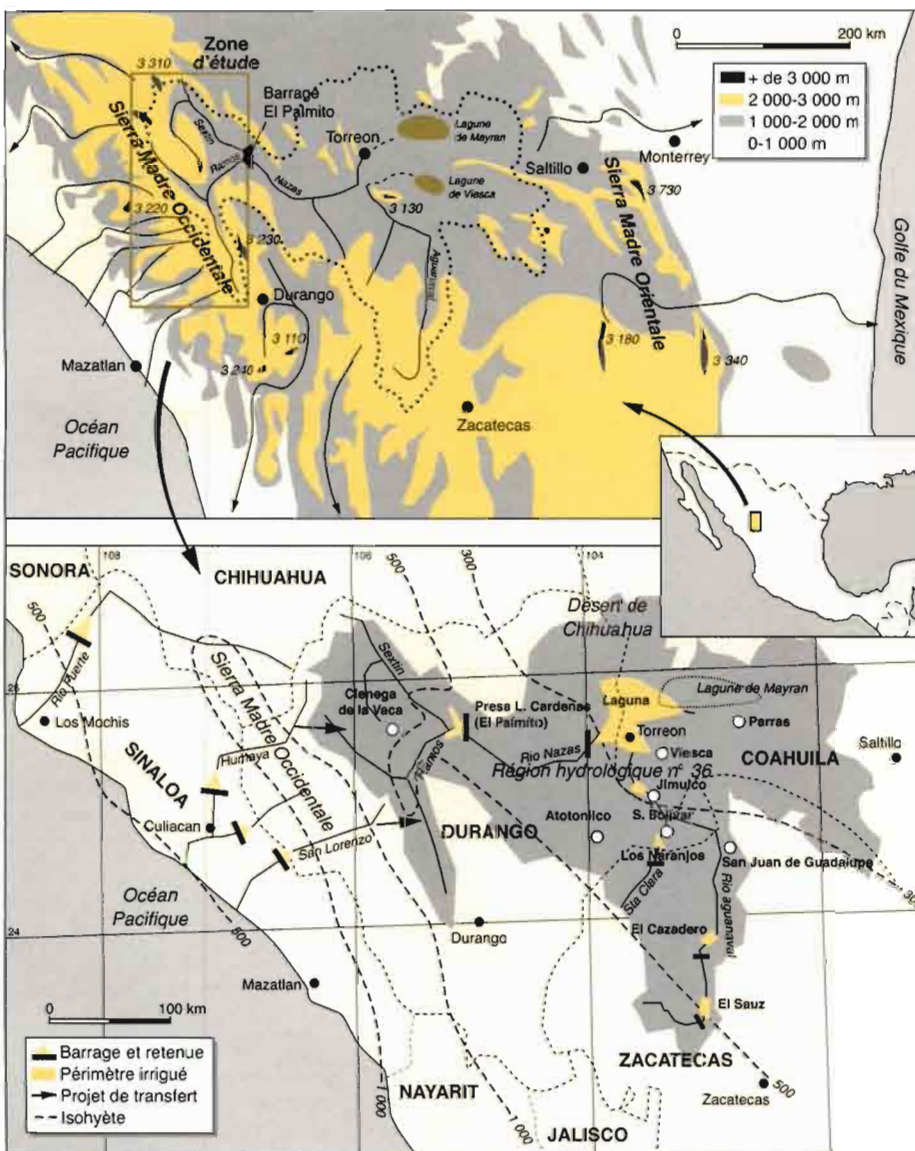 0 200 km
+ de 3 000 m
2 000-3 000 m
1 000-2 000 m
0-1 000 m
Zone
d'étude
3 310
Barrage
El Palmito
Torreon
Lagune
de Mayran
Lagune
de Viesca
Saltillo
Monterrey
Sextin
Ramos
Nazas
Sierra Madre Occidentale
Sierra Madre Orientale
3 730
3 130
3 220
3 230
Aguanaval
Durango
Golfe du Mexique
3 110
3 240
3 180
3 340
Mazatlan
Zacatecas
Océan
Pacifique
108
106
104
SONORA
CHIHUAHUA
500
500
300
Désert de
Chihuahua
Rio Fuerte
26
Sextin
Sierra Madre Occidentale
Cienega
de la Vaca
Presa L. Cardenas
(El Palmito)
Laguna
Lagune de Mayran
Los Mochis
Torreon
Parras
Ramos
Rio Nazas
Viesca
COAHUILA
Saltillo
SINALOA
Humaya
Région hydrologique n° 36
Jimulco
Culiacan
San Lorenzo
DURANGO
Atotonilco
S. Bolivar
Los Naranjos
San Juan de Guadalupe
Sta Clara
Rio aguanaval
Océan
Pacifique
24
Durango
El Cazadero
Mazatlan
El Sauz
0 100 km
Barrage et retenue
Périmètre irrigué
Projet de transfert
Isohyète
ZACATECAS
NAYARIT
1 000
1 000
500
Zacatecas
JALISCO